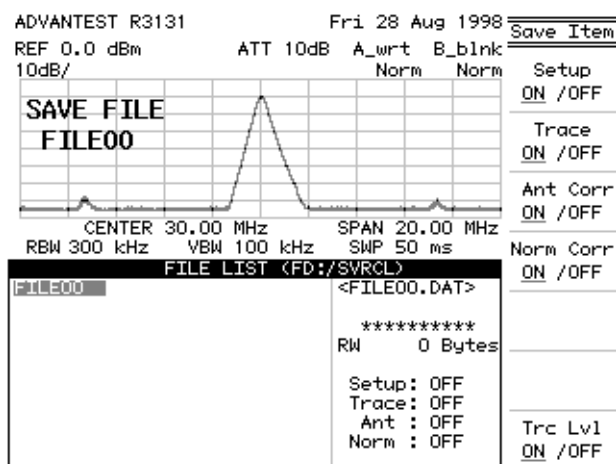 ADVANTEST R3131 Fri 28 Aug 1998
REF 0.0 dBm ATT 10dB A_wrt B_blnk
10dB/ Norm Norm
SAVE FILE
FILE00
CENTER 30.00 MHz SPAN 20.00 MHz
RBW 300 kHz VBW 100 kHz SWP 50 ms
FILE LIST (FD:/SVRCL)
FILE00
<FILE00.DAT>
**********
RW 0 Bytes
Setup: OFF
Trace: OFF
Ant : OFF
Norm : OFF
Save Item
Setup
ON /OFF
Trace
ON /OFF
Ant Corr
ON /OFF
Norm Corr
ON /OFF
Trc Lvl
ON /OFF